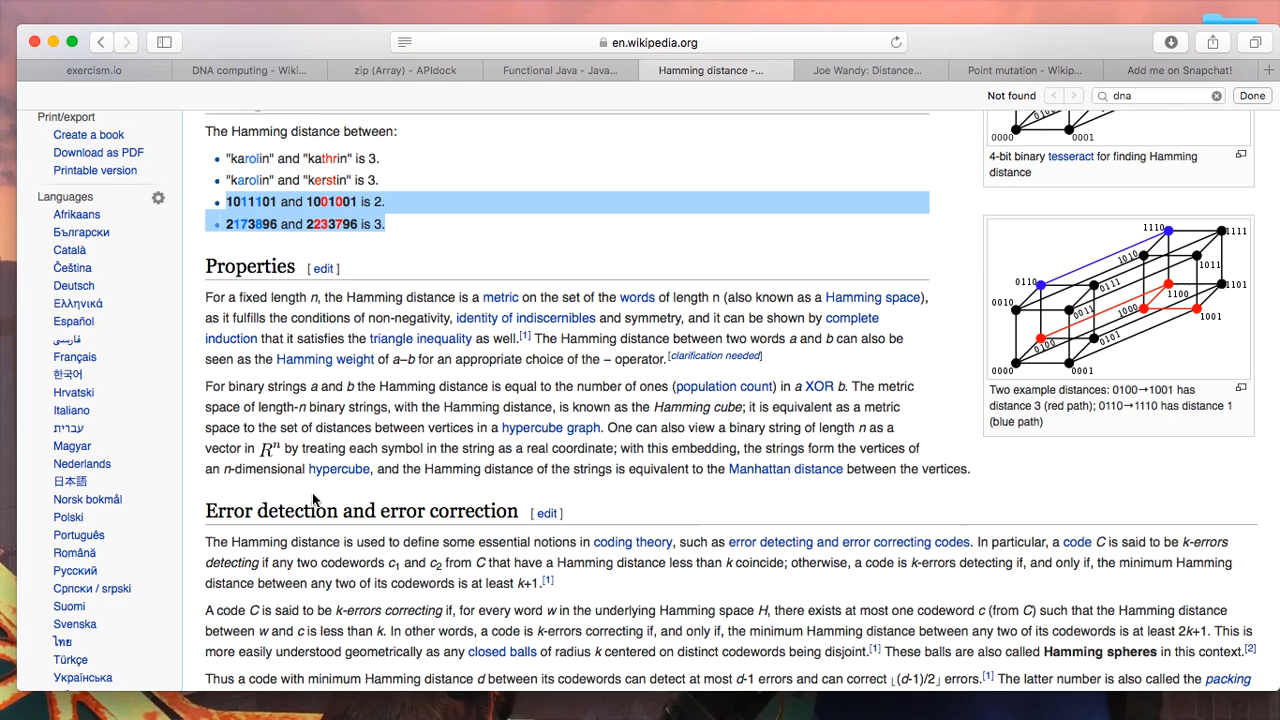 en.wikipedia.org
exercism.io
DNA computing - Wiki...
zip (Array) - APIdock
Functional Java - Java...
Hamming distance -...
Joe Wandy: Distance...
Point mutation - Wikip...
Add me on Snapchat!
Not found
dna
Done
Print/export
Create a book
Download as PDF
Printable version
Languages
Afrikaans
Български
Català
Čeština
Deutsch
Ελληνικά
Español
فارسی
Français
한국어
Hrvatski
Italiano
עברית
Magyar
Nederlands
日本語
Norsk bokmål
Polski
Português
Română
Русский
Српски / srpski
Suomi
Svenska
ไทย
Türkçe
Українська
The Hamming distance between:
• "karolin" and "kathrin" is 3.
• "karolin" and "kerstin" is 3.
• 1011101 and 1001001 is 2.
• 2173896 and 2233796 is 3.
Properties [ edit ]
For a fixed length n, the Hamming distance is a metric on the set of the words of length n (also known as a Hamming space),
as it fulfills the conditions of non-negativity, identity of indiscernibles and symmetry, and it can be shown by complete
induction that it satisfies the triangle inequality as well.[1] The Hamming distance between two words a and b can also be
seen as the Hamming weight of a−b for an appropriate choice of the − operator.[clarification needed]
For binary strings a and b the Hamming distance is equal to the number of ones (population count) in a XOR b. The metric
space of length-n binary strings, with the Hamming distance, is known as the Hamming cube; it is equivalent as a metric
space to the set of distances between vertices in a hypercube graph. One can also view a binary string of length n as a
vector in Rⁿ by treating each symbol in the string as a real coordinate; with this embedding, the strings form the vertices of
an n-dimensional hypercube, and the Hamming distance of the strings is equivalent to the Manhattan distance between the vertices.
Error detection and error correction [ edit ]
The Hamming distance is used to define some essential notions in coding theory, such as error detecting and error correcting codes. In particular, a code C is said to be k-errors
detecting if any two codewords c₁ and c₂ from C that have a Hamming distance less than k coincide; otherwise, a code is k-errors detecting if, and only if, the minimum Hamming
distance between any two of its codewords is at least k+1.[1]
A code C is said to be k-errors correcting if, for every word w in the underlying Hamming space H, there exists at most one codeword c (from C) such that the Hamming distance
between w and c is less than k. In other words, a code is k-errors correcting if, and only if, the minimum Hamming distance between any two of its codewords is at least 2k+1. This is
more easily understood geometrically as any closed balls of radius k centered on distinct codewords being disjoint.[1] These balls are also called Hamming spheres in this context.[2]
Thus a code with minimum Hamming distance d between its codewords can detect at most d-1 errors and can correct ⌊(d-1)/2⌋ errors.[1] The latter number is also called the packing
0000
0001
4-bit binary tesseract for finding Hamming
distance
1110
1111
1010
1011
0110
0111
1100
1101
0010
0011
1000
1001
0100
0101
0000
0001
Two example distances: 0100→1001 has
distance 3 (red path); 0110→1110 has distance 1
(blue path)